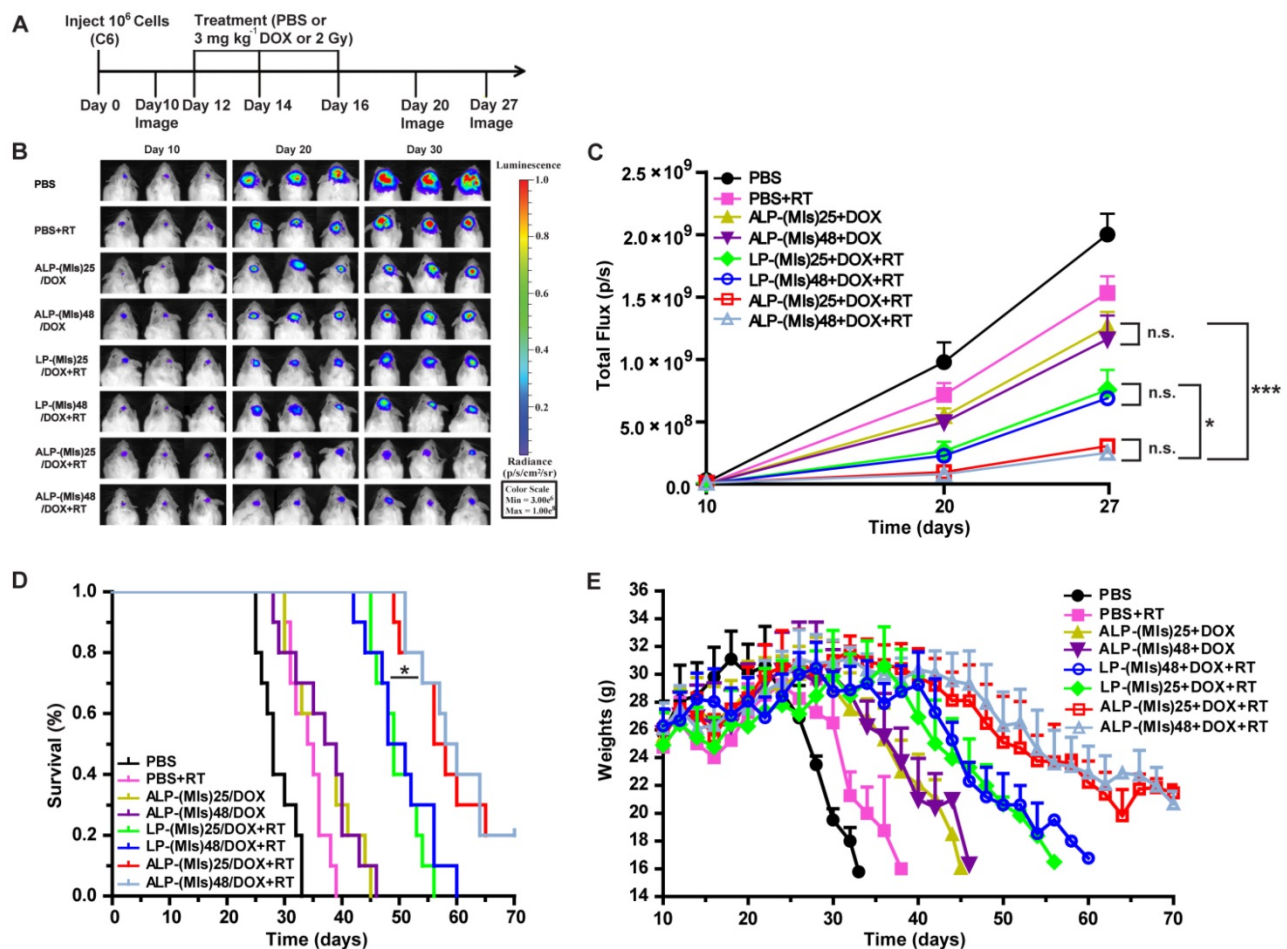 A
Inject 10⁶ Cells
(C6)
Treatment (PBS or
3 mg kg⁻¹ DOX or 2 Gy)
Day 0
Day10
Image
Day 12
Day 14
Day 16
Day 20
Image
Day 27
Image
B
Day 10
Day 20
Day 30
PBS
PBS+RT
ALP-(MIs)25
/DOX
ALP-(MIs)48
/DOX
LP-(MIs)25
/DOX+RT
LP-(MIs)48
/DOX+RT
ALP-(MIs)25
/DOX+RT
ALP-(MIs)48
/DOX+RT
Luminescence
1.0
0.8
0.6
0.4
0.2
Radiance
(p/s/cm²/sr)
Color Scale
Min = 3.00e⁶
Max = 1.00e⁸
C
Total Flux (p/s)
2.5 × 10⁹
2.0 × 10⁹
1.5 × 10⁹
1.0 × 10⁹
5.0 × 10⁸
0.0
10
20
27
Time (days)
PBS
PBS+RT
ALP-(MIs)25+DOX
ALP-(MIs)48+DOX
LP-(MIs)25+DOX+RT
LP-(MIs)48+DOX+RT
ALP-(MIs)25+DOX+RT
ALP-(MIs)48+DOX+RT
n.s.
n.s.
n.s.
*
***
D
Survival (%)
1.0
0.8
0.6
0.4
0.2
0.0
0
10
20
30
40
50
60
70
Time (days)
*
PBS
PBS+RT
ALP-(MIs)25/DOX
ALP-(MIs)48/DOX
LP-(MIs)25/DOX+RT
LP-(MIs)48/DOX+RT
ALP-(MIs)25/DOX+RT
ALP-(MIs)48/DOX+RT
E
Weights (g)
36
34
32
30
28
26
24
22
20
18
16
14
10
20
30
40
50
60
70
Time (days)
PBS
PBS+RT
ALP-(MIs)25+DOX
ALP-(MIs)48+DOX
LP-(MIs)48+DOX+RT
LP-(MIs)25+DOX+RT
ALP-(MIs)25+DOX+RT
ALP-(MIs)48+DOX+RT